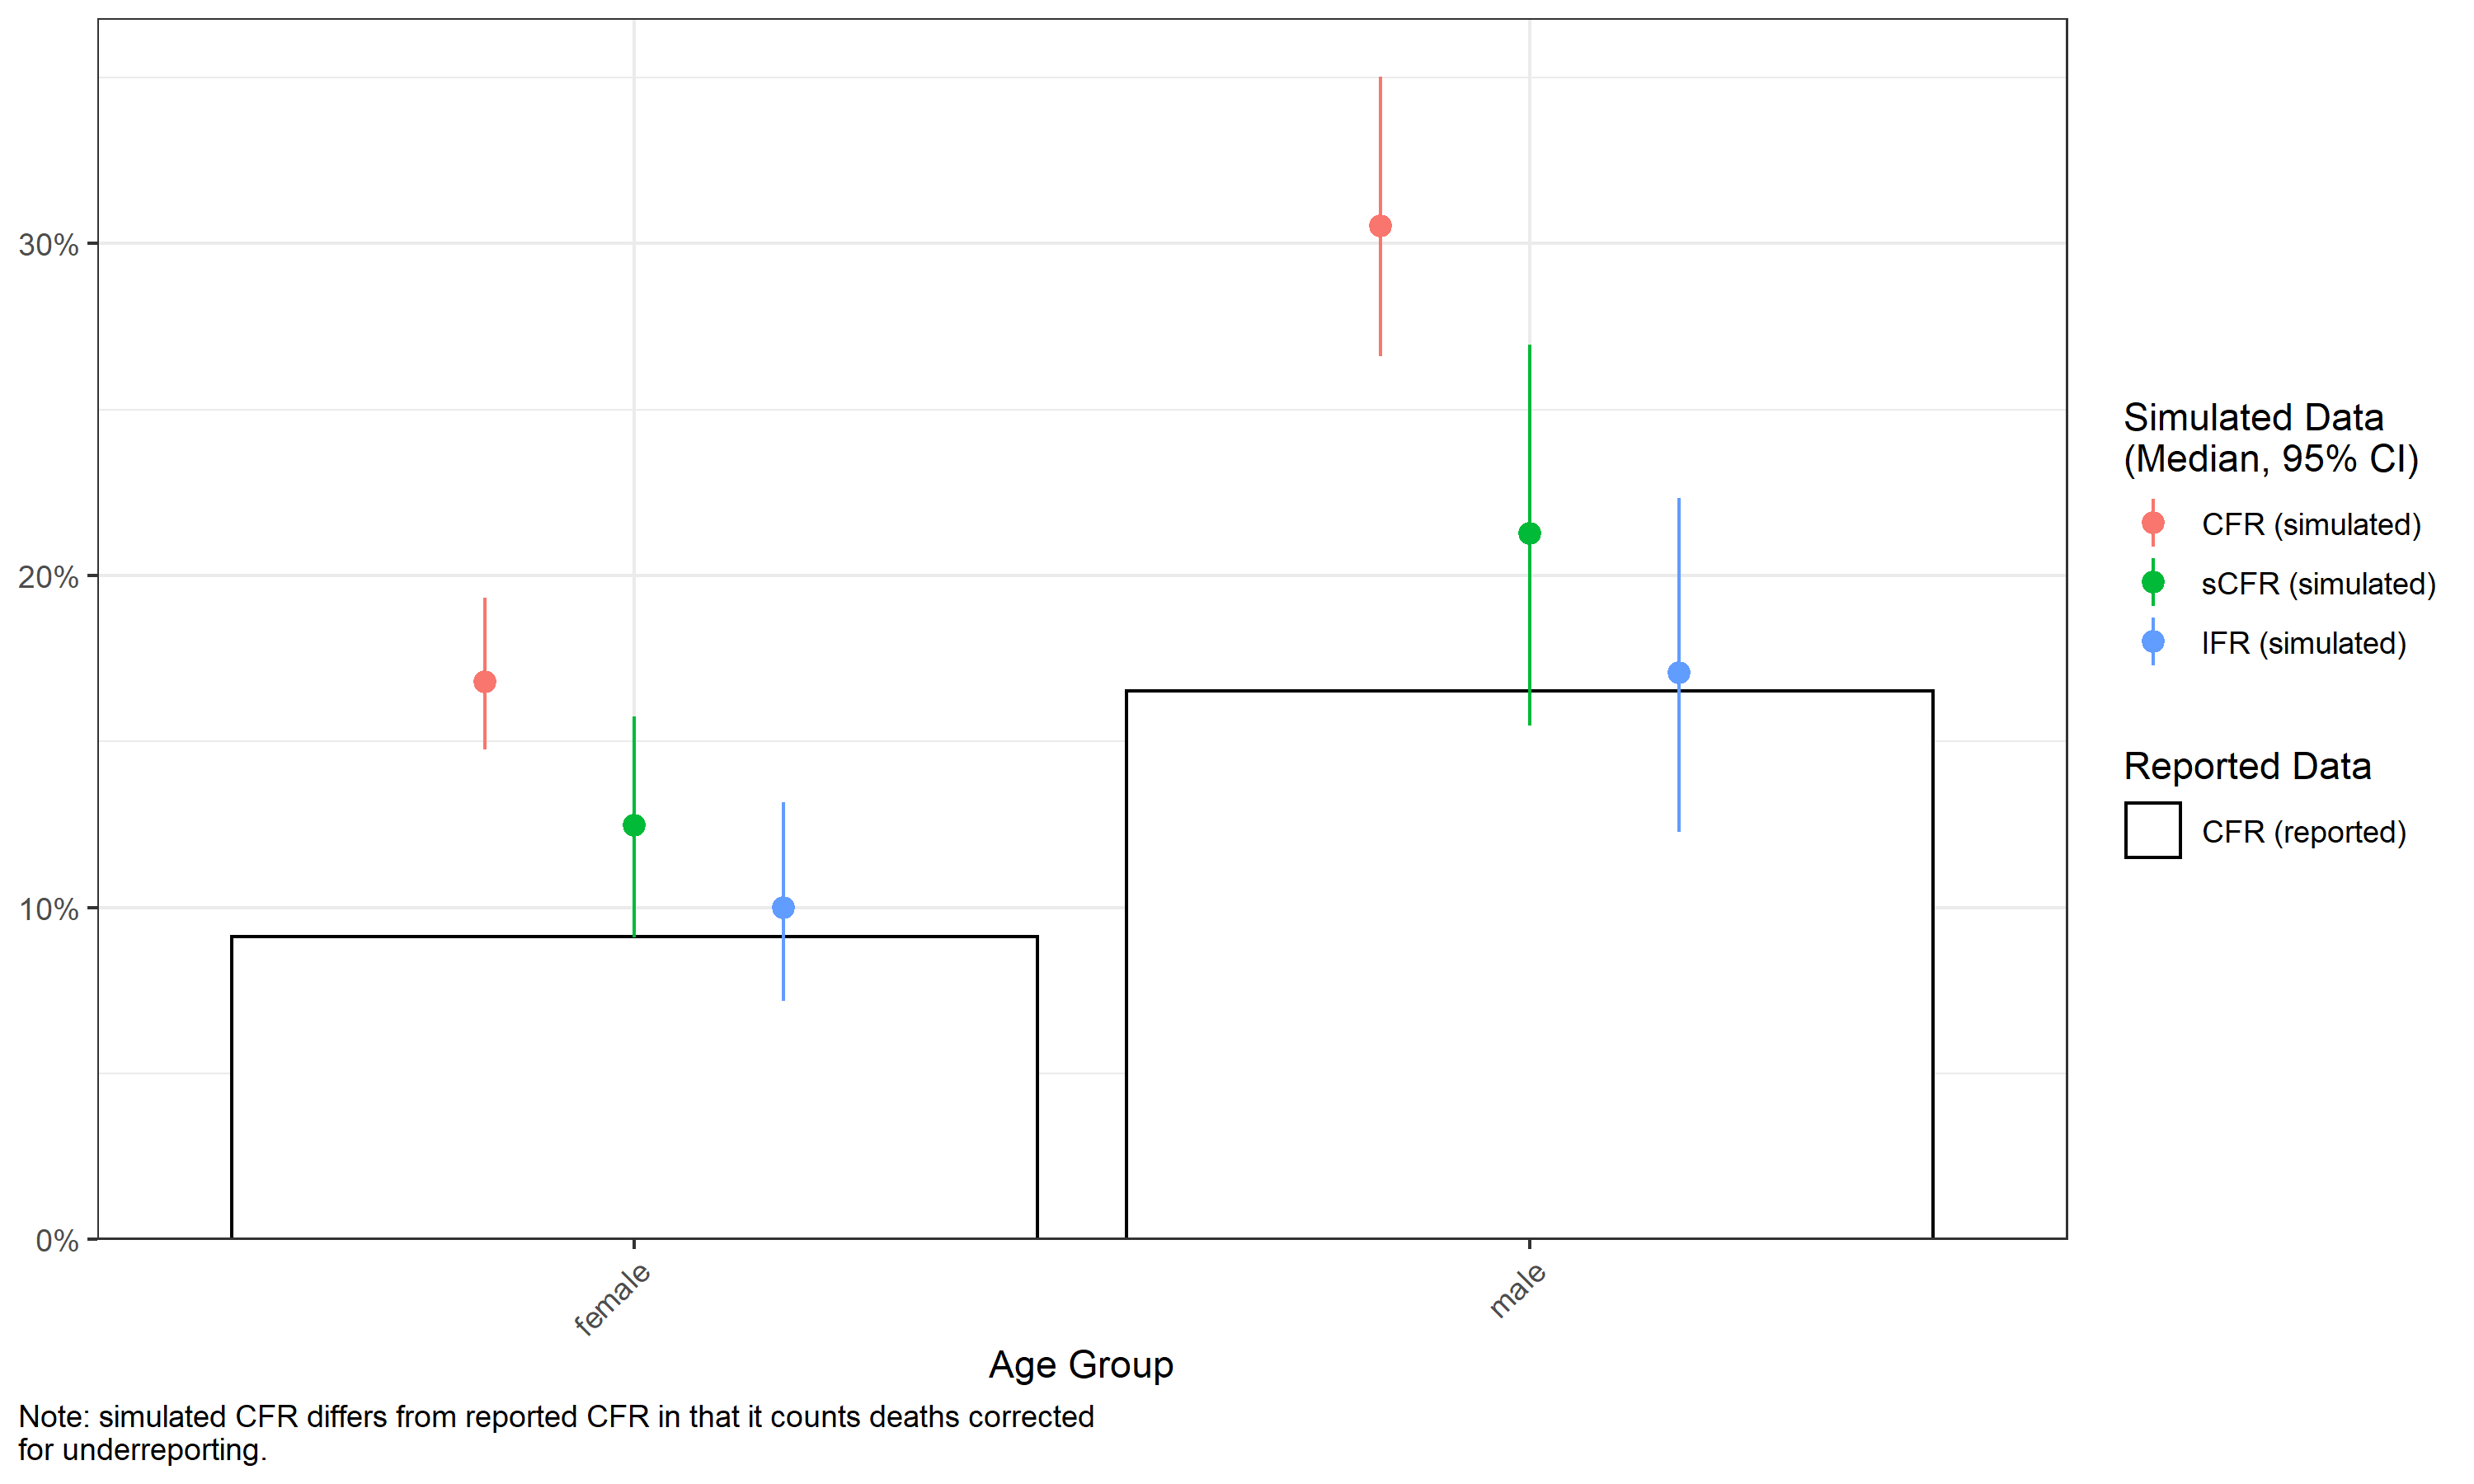 30%
20%
10%
0%
female
male
Age Group
Simulated Data
(Median, 95% CI)
CFR (simulated)
sCFR (simulated)
IFR (simulated)
Reported Data
CFR (reported)
Note: simulated CFR differs from reported CFR in that it counts deaths corrected
for underreporting.